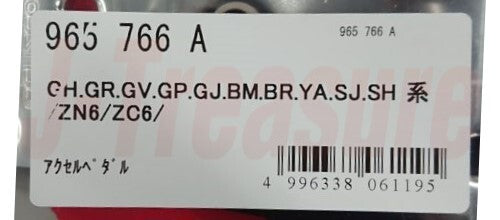 965 766 A
965 766 A
GH.GR.GV.GP.GJ.BM.BR.YA.SJ.SH 系
/ZN6/ZC6/
アクセルペダル
4 996338 061195
J Treasure